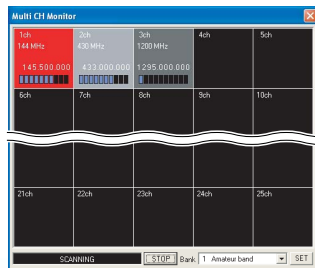 Multi CH Monitor
1ch 2ch 3ch 4ch 5ch
144 MHz 430 MHz 1200 MHz
145.500.000 433.000.000 1295.000.000
6ch 7ch 8ch 9ch 10ch
21ch 22ch 23ch 24ch 25ch
SCANNING STOP Bank 1 Amateur band SET